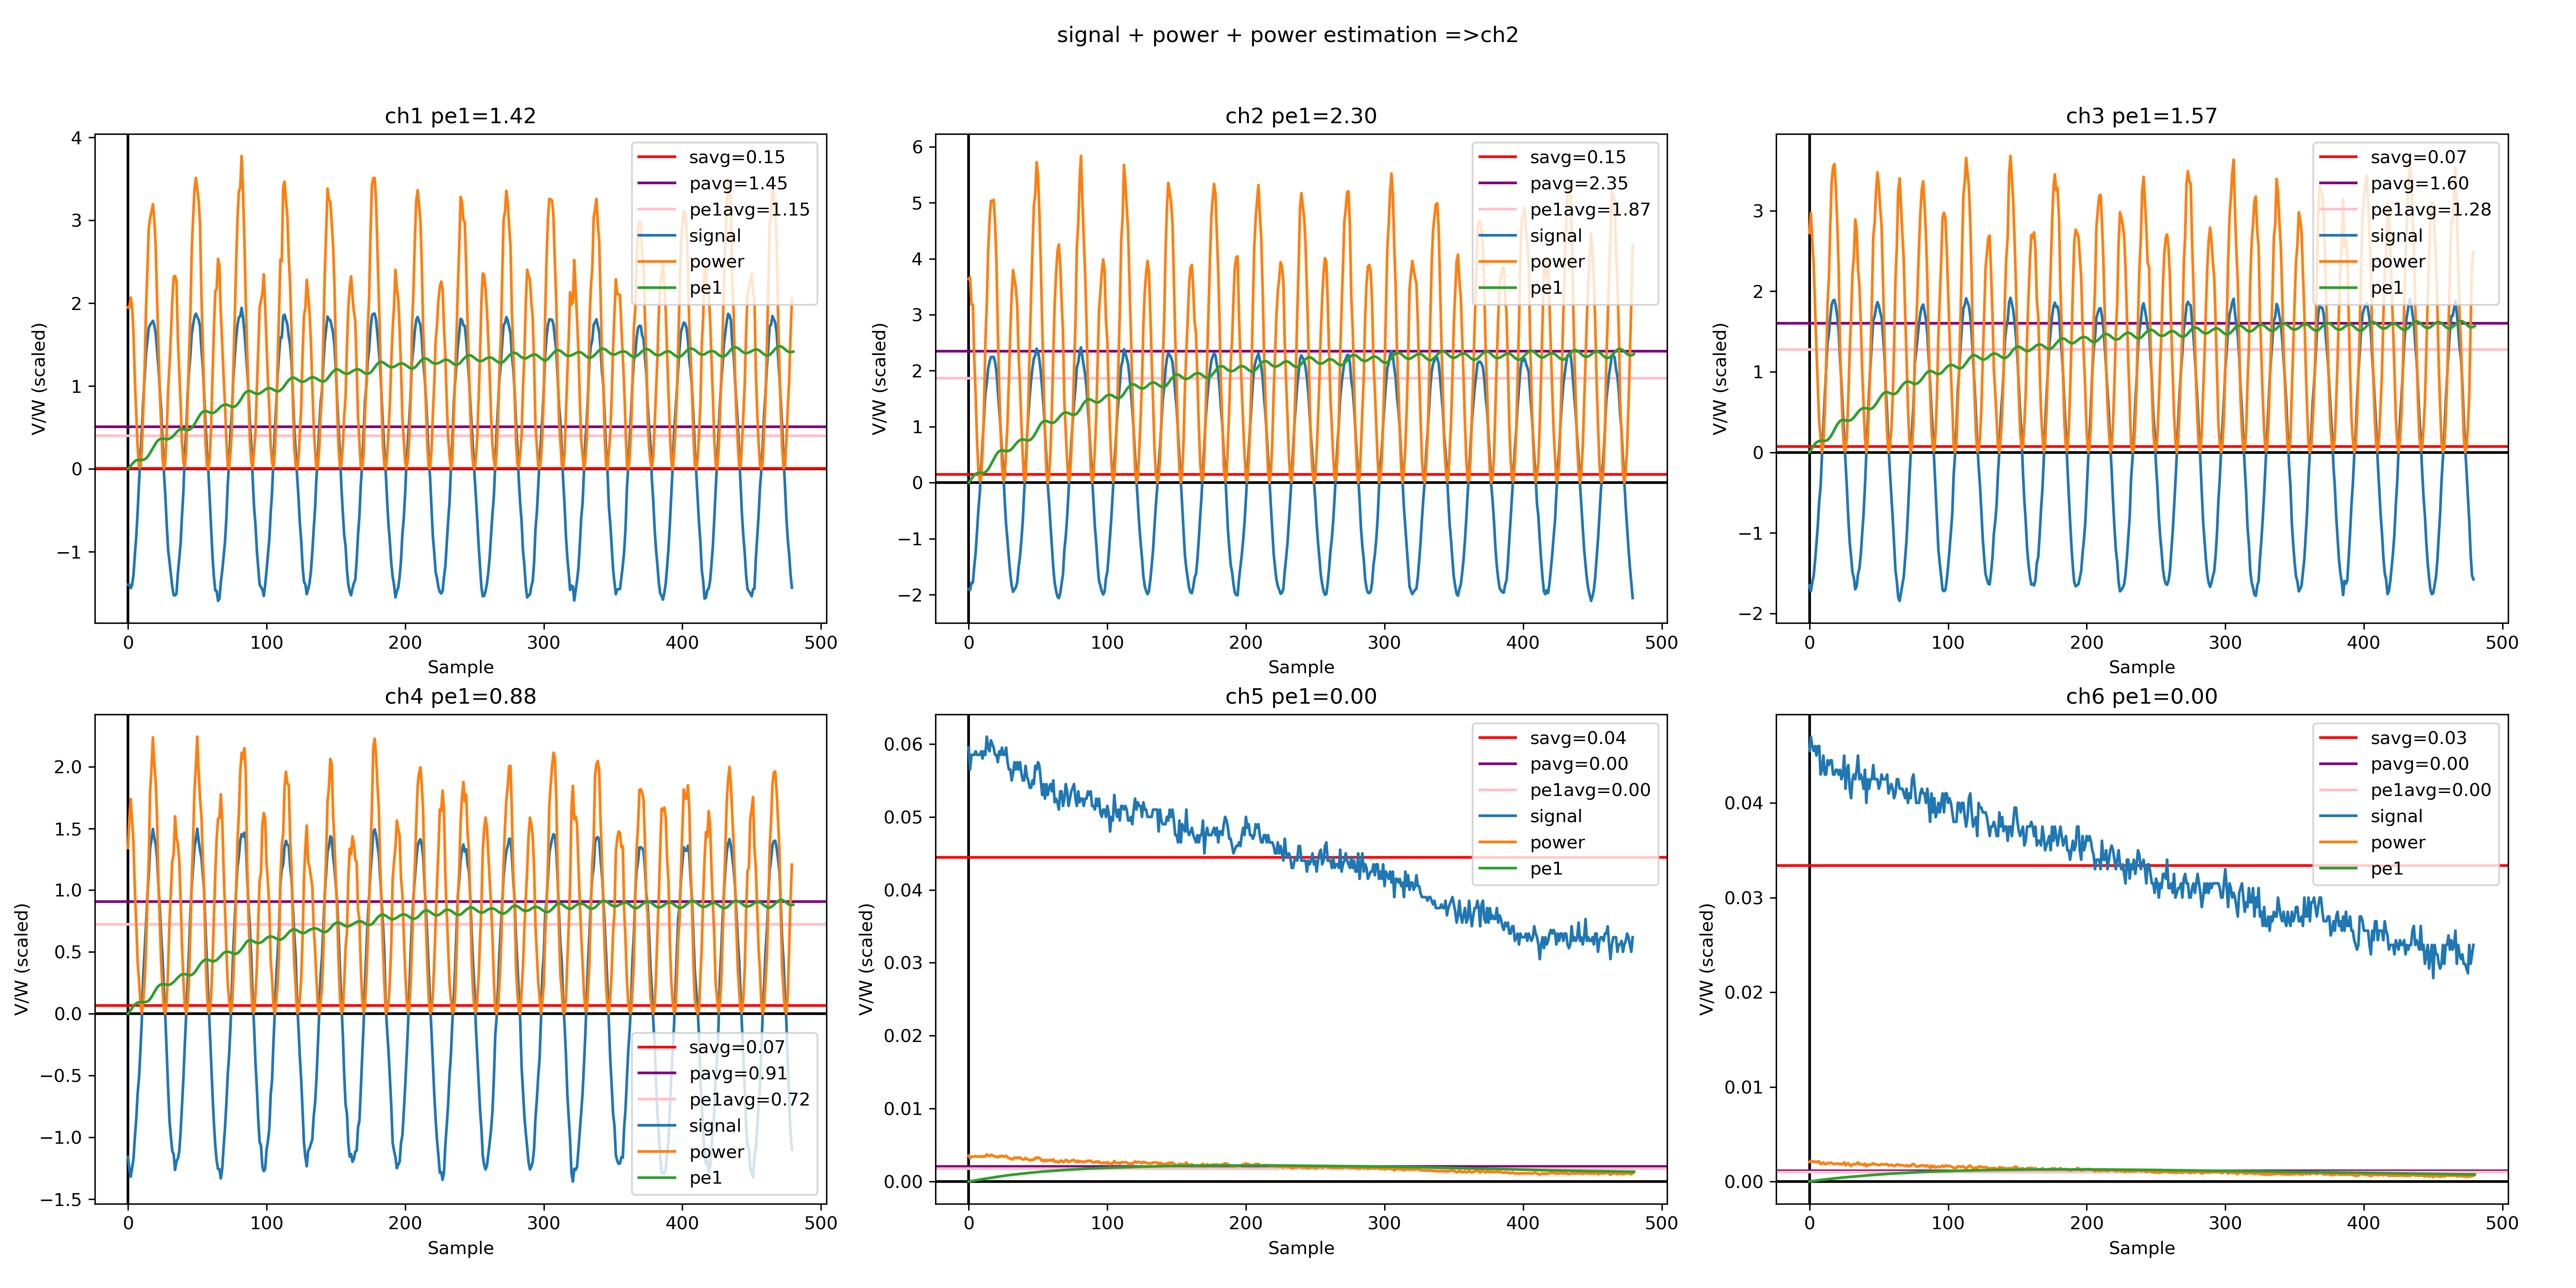 signal + power + power estimation =>ch2
ch1 pe1=1.42
4
3
2
1
0
−1
V/W (scaled)
0 100 200 300 400 500
Sample
savg=0.15
pavg=1.45
pe1avg=1.15
signal
power
pe1
ch2 pe1=2.30
6
5
4
3
2
1
0
−1
−2
V/W (scaled)
0 100 200 300 400 500
Sample
savg=0.15
pavg=2.35
pe1avg=1.87
signal
power
pe1
ch3 pe1=1.57
3
2
1
0
−1
−2
V/W (scaled)
0 100 200 300 400 500
Sample
savg=0.07
pavg=1.60
pe1avg=1.28
signal
power
pe1
ch4 pe1=0.88
2.0
1.5
1.0
0.5
0.0
−0.5
−1.0
−1.5
V/W (scaled)
0 100 200 300 400 500
Sample
savg=0.07
pavg=0.91
pe1avg=0.72
signal
power
pe1
ch5 pe1=0.00
0.06
0.05
0.04
0.03
0.02
0.01
0.00
V/W (scaled)
0 100 200 300 400 500
Sample
savg=0.04
pavg=0.00
pe1avg=0.00
signal
power
pe1
ch6 pe1=0.00
0.04
0.03
0.02
0.01
0.00
V/W (scaled)
0 100 200 300 400 500
Sample
savg=0.03
pavg=0.00
pe1avg=0.00
signal
power
pe1